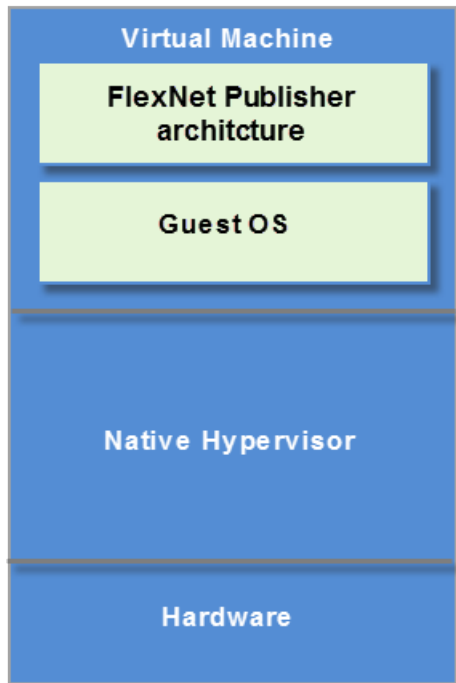 Virtual Machine
FlexNet Publisher
architcture
Guest OS
Native Hypervisor
Hardware